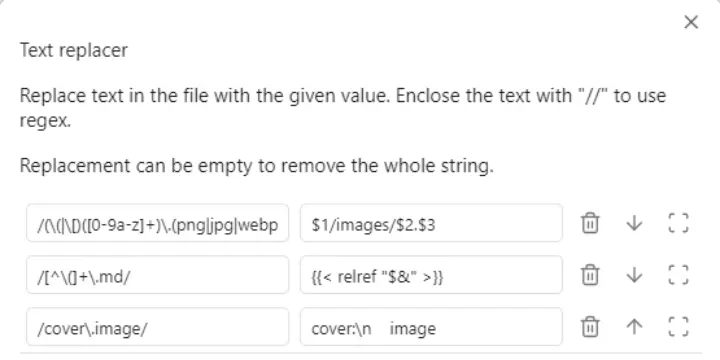 Text replacer
Replace text in the file with the given value. Enclose the text with "//" to use
regex.
Replacement can be empty to remove the whole string.
/(\(|\[)([0-9a-z]+)\.(png|jpg|webp $1/images/$2.$3
/[^\(]+\.md/ {{< relref "$&" >}}
/cover\.image/ cover:\n    image